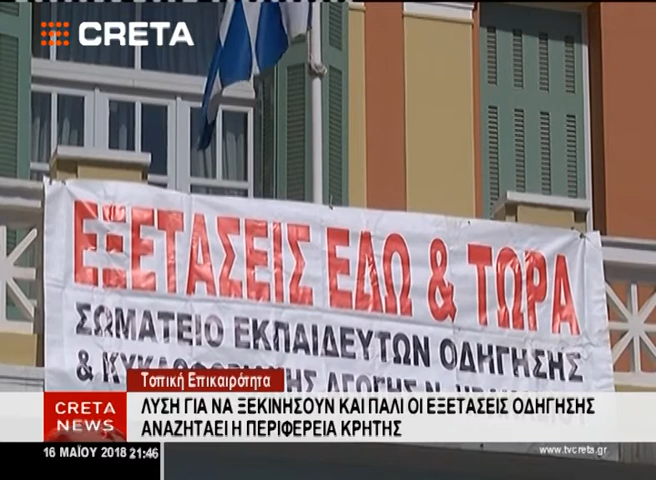 CRETA
ΕΞΕΤΑΣΕΙΣ ΕΔΩ & ΤΩΡΑ
ΣΩΜΑΤΕΙΟ ΕΚΠΑΙΔΕΥΤΩΝ ΟΔΗΓΗΣΗΣ
&
Τοπική Επικαιρότητα
CRETA
NEWS
ΛΥΣΗ ΓΙΑ ΝΑ ΞΕΚΙΝΗΣΟΥΝ ΚΑΙ ΠΑΛΙ ΟΙ ΕΞΕΤΑΣΕΙΣ ΟΔΗΓΗΣΗΣ
ΑΝΑΖΗΤΑΕΙ Η ΠΕΡΙΦΕΡΕΙΑ ΚΡΗΤΗΣ
16 ΜΑΪΟΥ 2018 21:46
www.tvcreta.gr